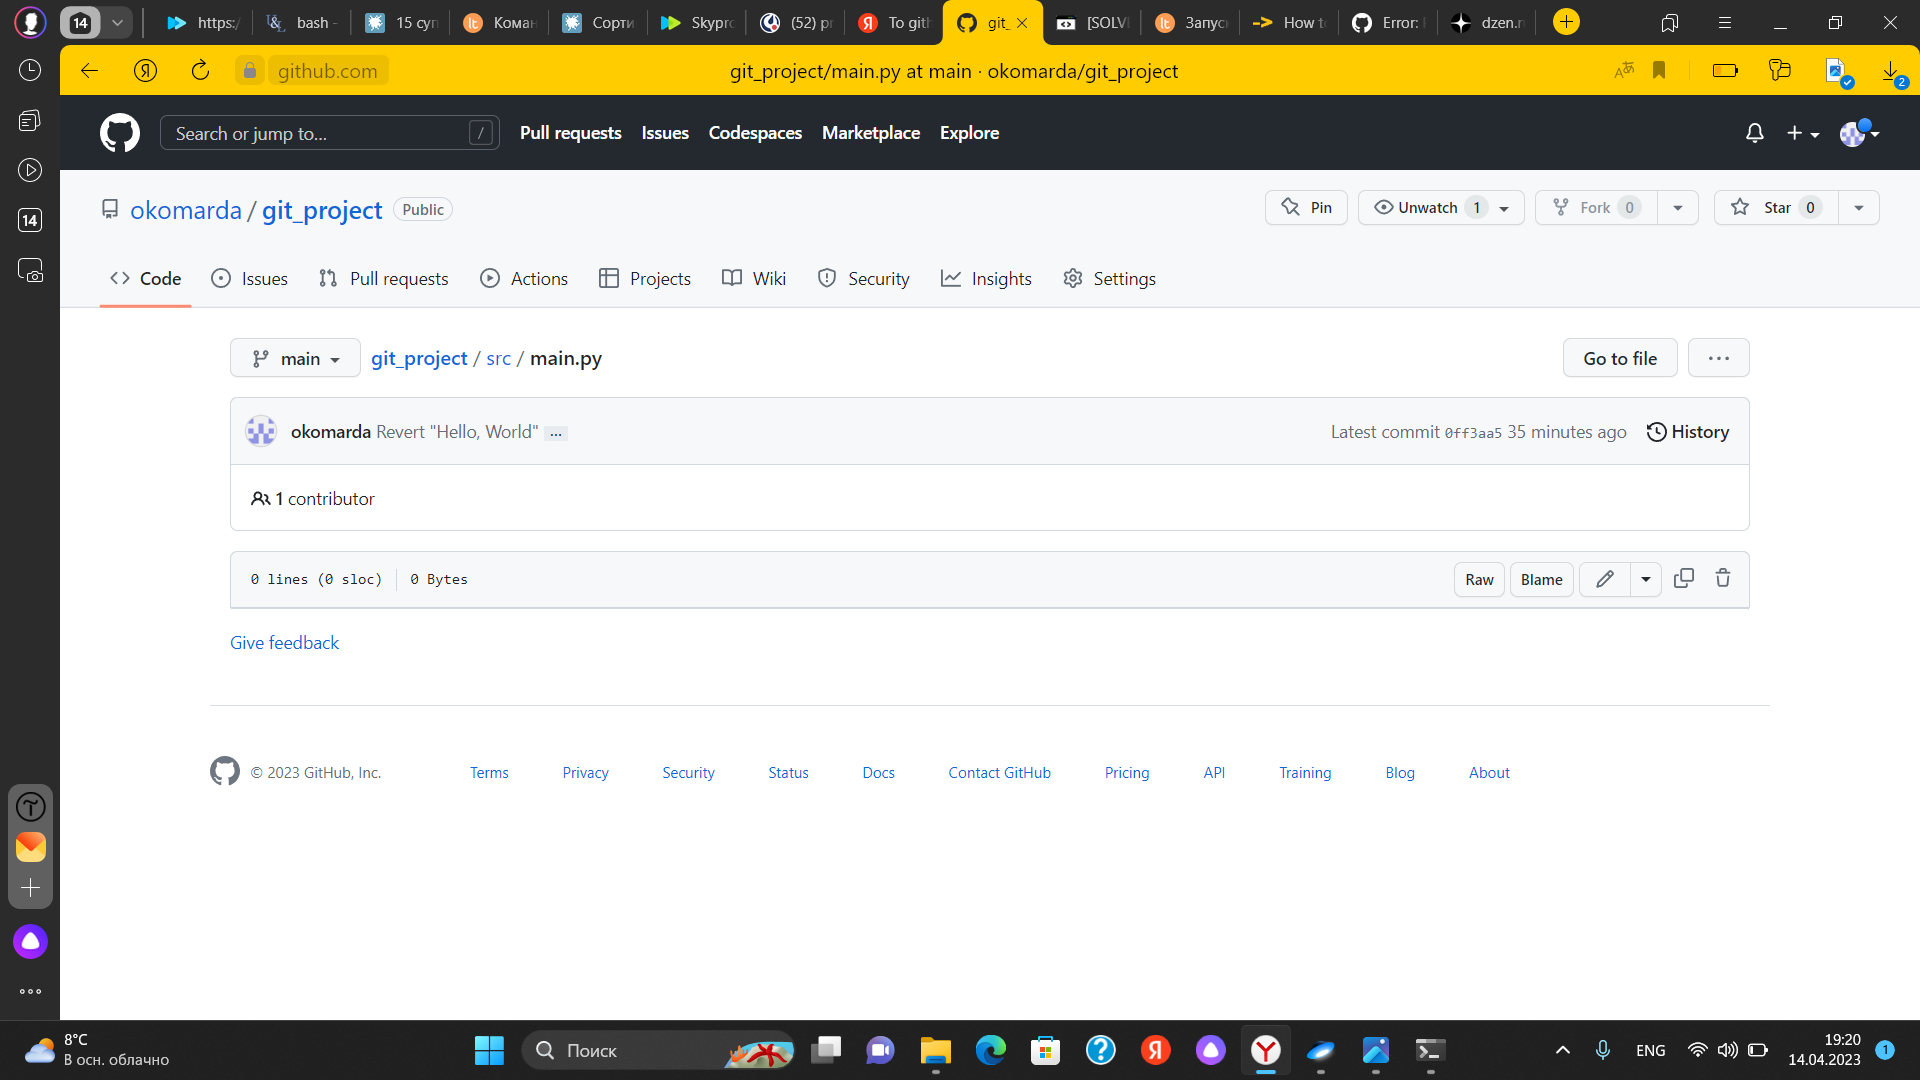 14
https:/
bash -
15 суп
Коман
Сорти
Skypro
(52) pr
To gith
git_
[SOLV
Запус
How to
Error:
dzen.r
github.com
git_project/main.py at main · okomarda/git_project
2
14
Search or jump to...
/
Pull requests
Issues
Codespaces
Marketplace
Explore
okomarda / git_project
Public
Pin
Unwatch 1
Fork 0
Star 0
Code
Issues
Pull requests
Actions
Projects
Wiki
Security
Insights
Settings
main
git_project / src / main.py
Go to file
...
okomarda Revert "Hello, World" ...
Latest commit 0ff3aa5 35 minutes ago
History
1 contributor
0 lines (0 sloc)
0 Bytes
Raw
Blame
Give feedback
© 2023 GitHub, Inc.
Terms
Privacy
Security
Status
Docs
Contact GitHub
Pricing
API
Training
Blog
About
8°C
В осн. облачно
Поиск
ENG
19:20
14.04.2023
1